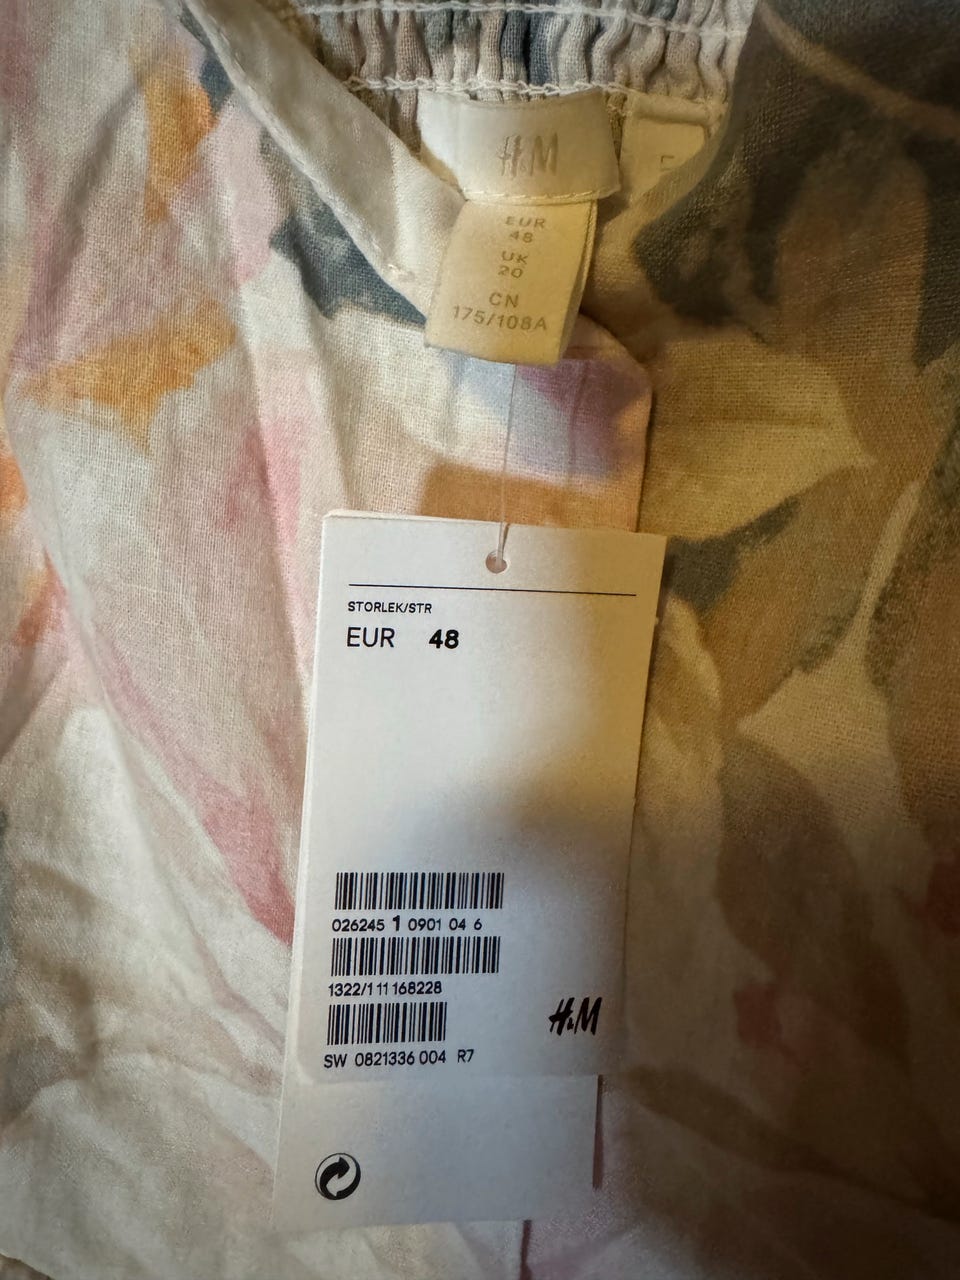 H&M
EUR
48
UK
20
CN
175/108A
STORLEK/STR
EUR 48
026245 1 0901 04 6
1322/1 11 168228
H&M
SW 0821336 004 R7